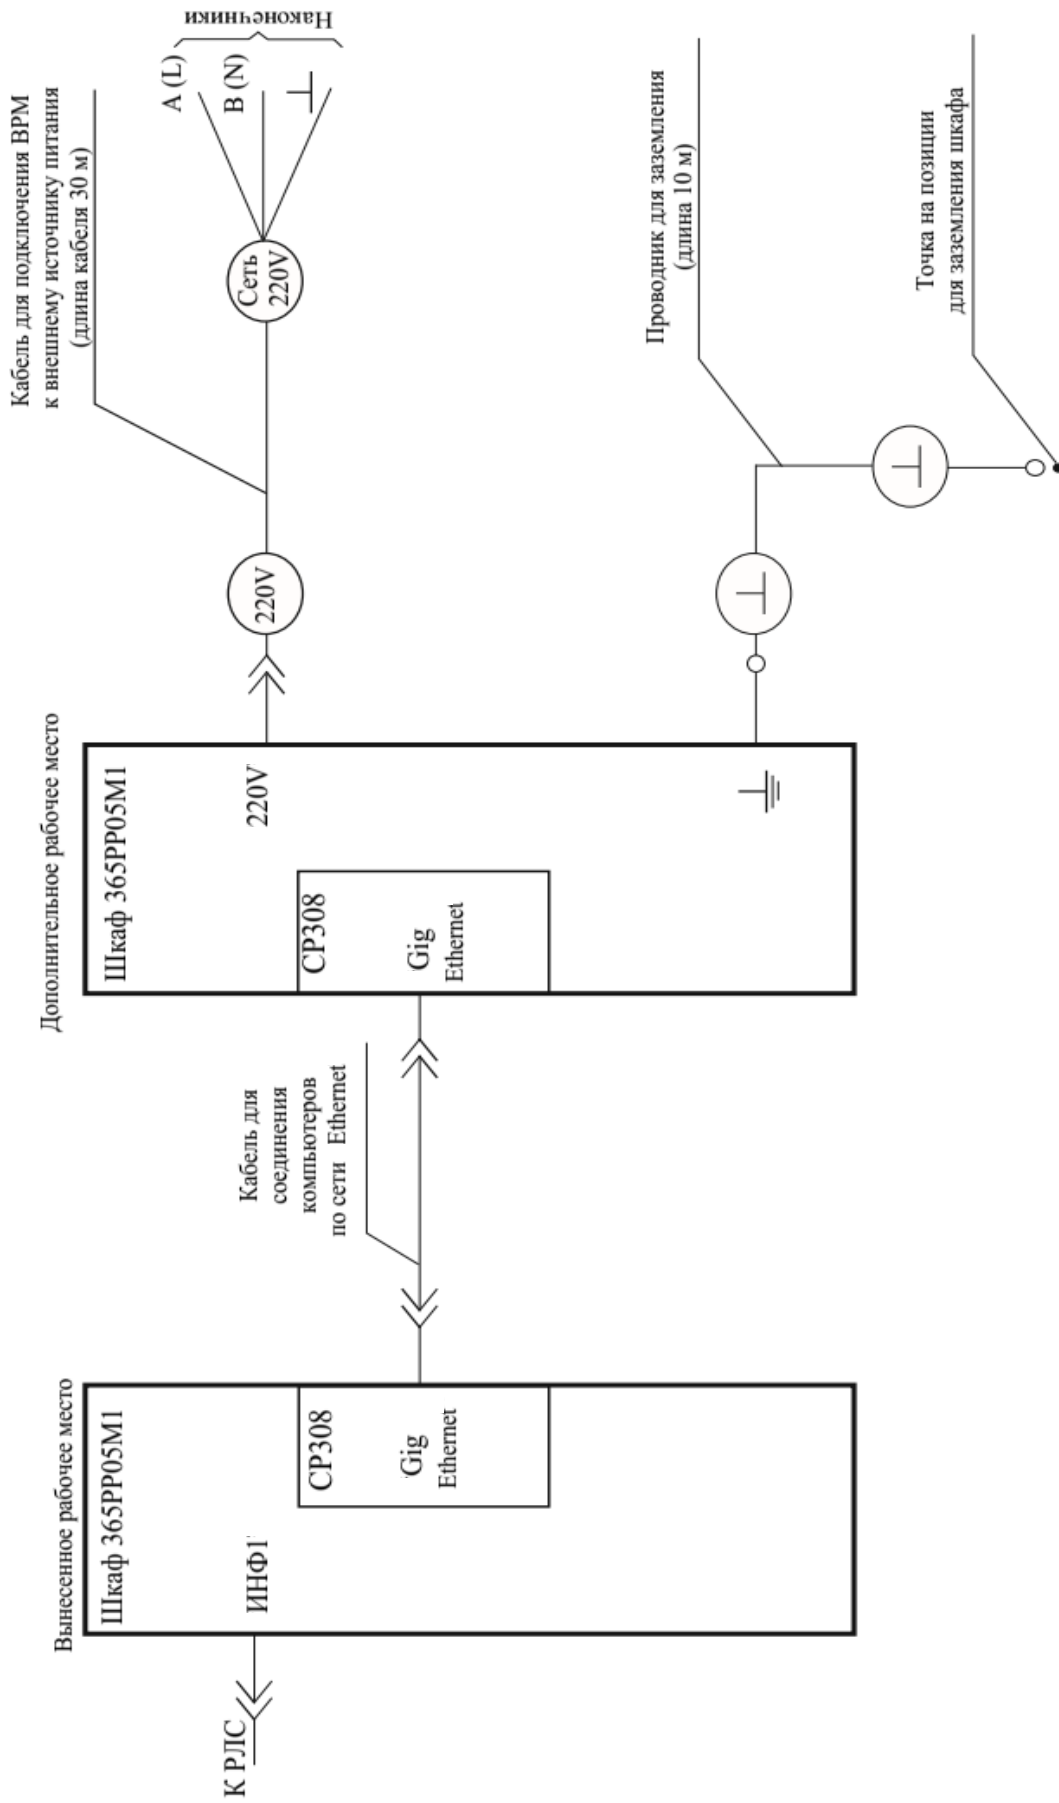 Вынесенное рабочее место
Шкаф 365РР05М1
ИНФ1
К РЛС
СР308
Gig
Ethernet
Кабель для
соединения
компьютеров
по сети Ethernet
Дополнительное рабочее место
Шкаф 365РР05М1
220V
СР308
Gig
Ethernet
220V
Кабель для подключения ВРМ
к внешнему источнику питания
(длина кабеля 30 м)
Сеть
220V
А (L)
В (N)
Наконечники
Проводник для заземления
(длина 10 м)
Точка на позиции
для заземления шкафа